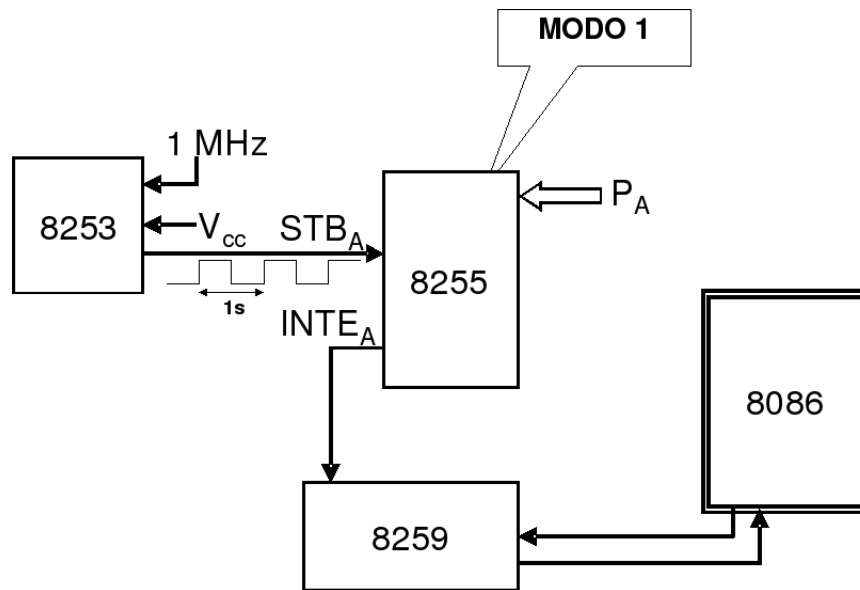 MODO 1
1 MHz
8253
Vcc
STBA
PA
8255
1s
INTEA
8086
8259